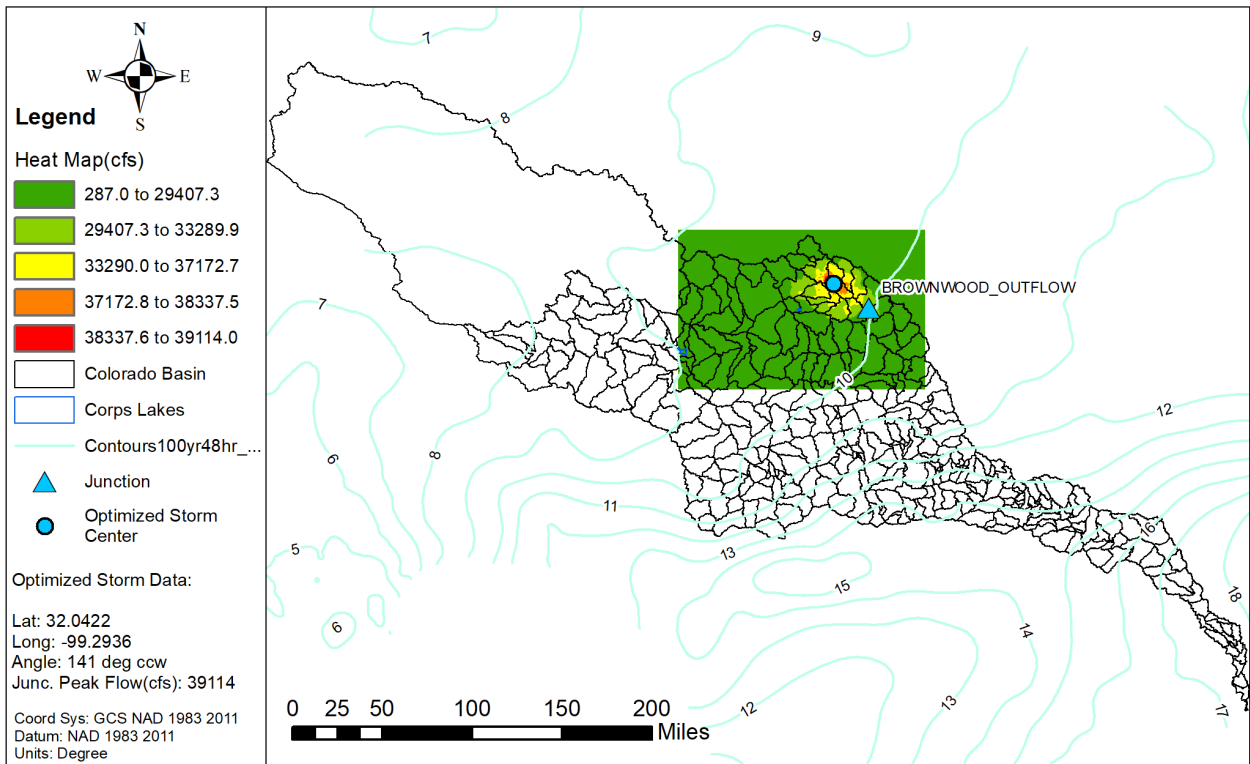 N
W E
S
Legend
Heat Map(cfs)
287.0 to 29407.3
29407.3 to 33289.9
33290.0 to 37172.7
37172.8 to 38337.5
38337.6 to 39114.0
Colorado Basin
Corps Lakes
Contours100yr48hr_...
Junction
Optimized Storm
Center
Optimized Storm Data:
Lat: 32.0422
Long: -99.2936
Angle: 141 deg ccw
Junc. Peak Flow(cfs): 39114
Coord Sys: GCS NAD 1983 2011
Datum: NAD 1983 2011
Units: Degree
7
9
8
BROWNWOOD_OUTFLOW
7
10
12
6
8
11
16
13
5
15
18
6
14
13
12
17
0 25 50 100 150 200
Miles